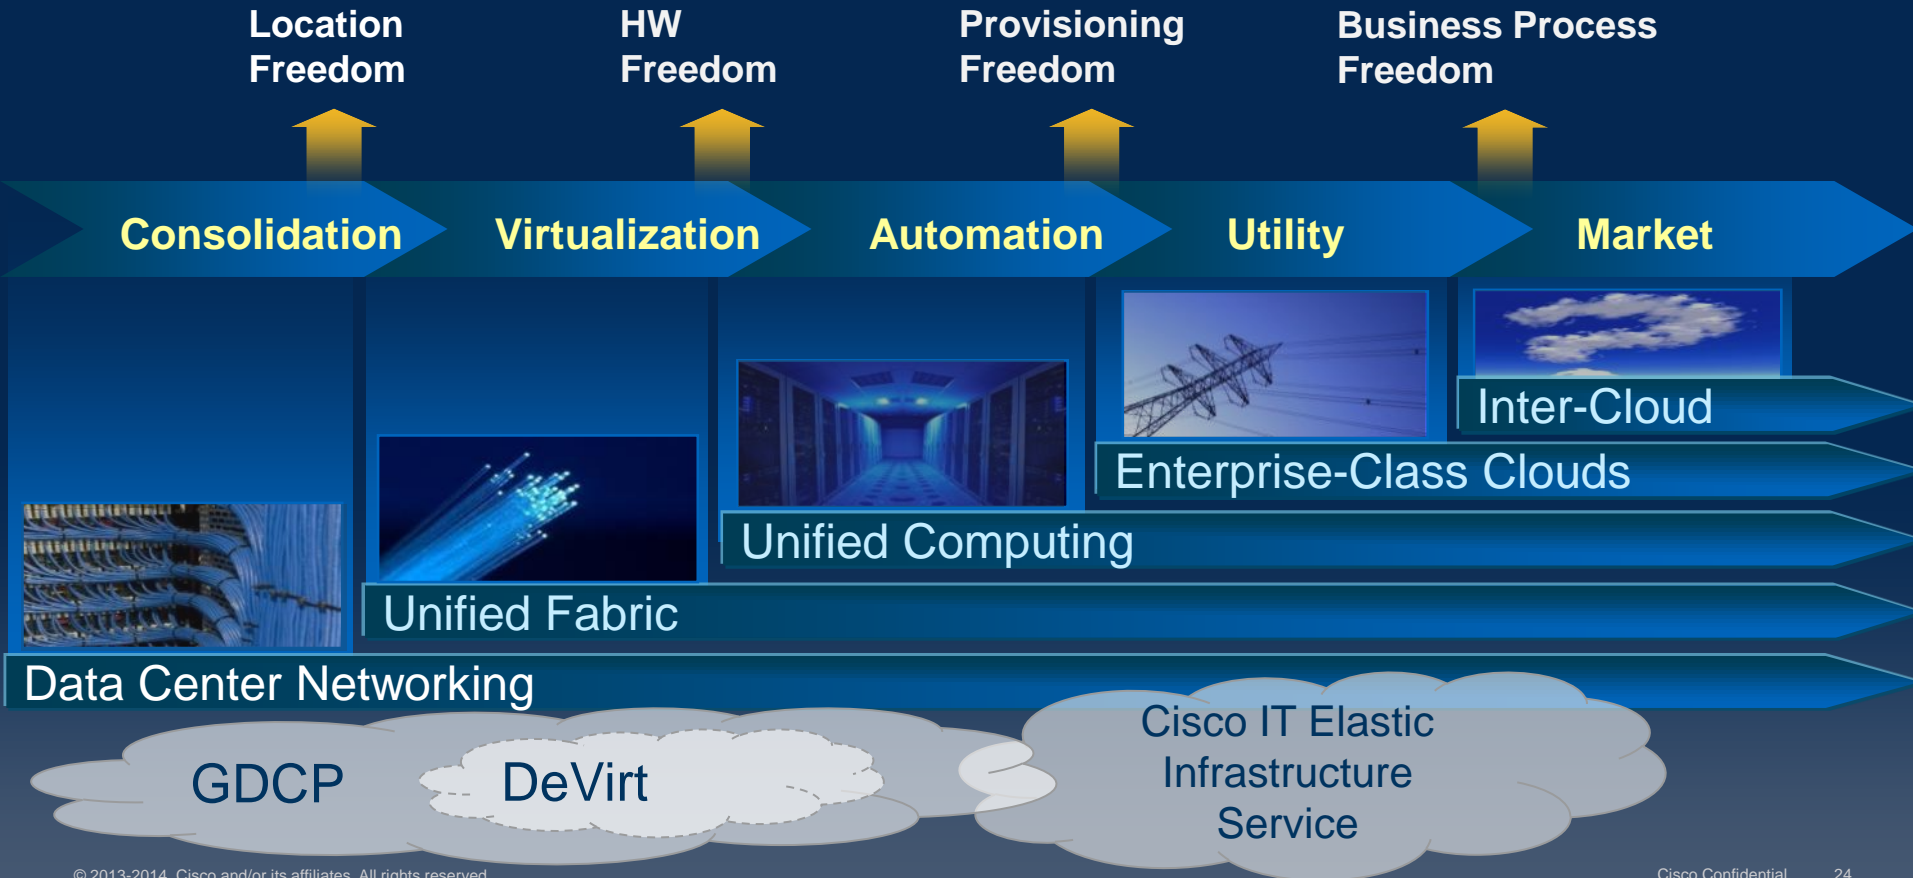 Location
Freedom
HW
Freedom
Provisioning
Freedom
Business Process
Freedom
Consolidation
Virtualization
Automation
Utility
Market
Inter-Cloud
Enterprise-Class Clouds
Unified Computing
Unified Fabric
Data Center Networking
GDCP
DeVirt
Cisco IT Elastic
Infrastructure
Service
© 2013-2014 Cisco and/or its affiliates. All rights reserved.
Cisco Confidential
24